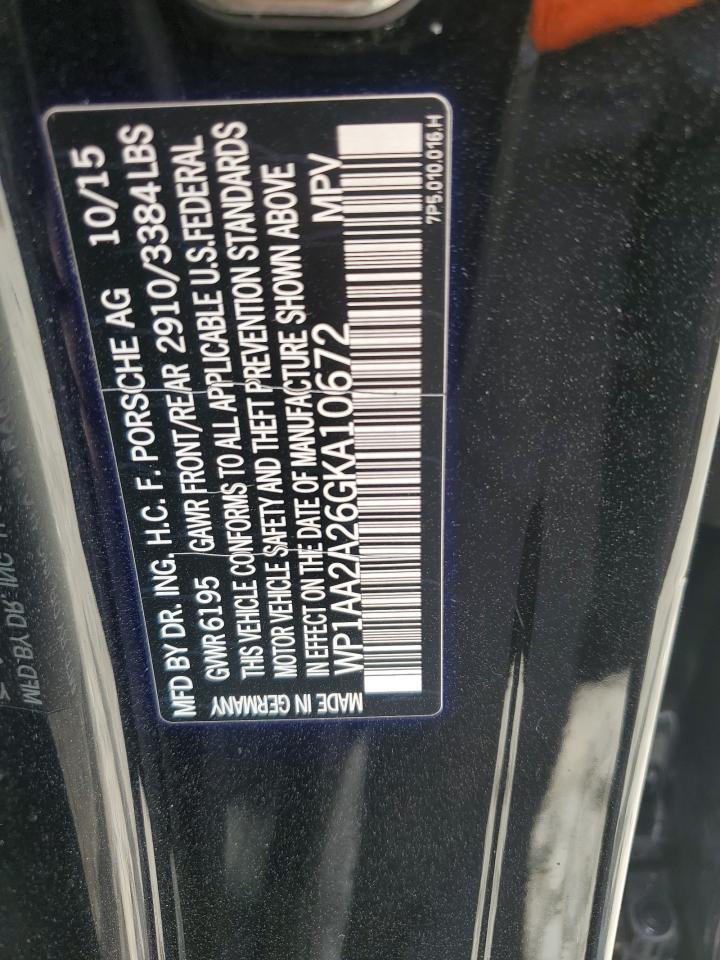 MFD BY DR. ING. H.C. F. PORSCHE AG 10/15
GVWR 6195 GAWR FRONT/REAR 2910/3384 LBS
THIS VEHICLE CONFORMS TO ALL APPLICABLE U.S. FEDERAL
MOTOR VEHICLE SAFETY AND THEFT PREVENTION STANDARDS
IN EFFECT ON THE DATE OF MANUFACTURE SHOWN ABOVE
WP1AA2A26GKA10672 MPV
MADE IN GERMANY
7P5.010.016.H